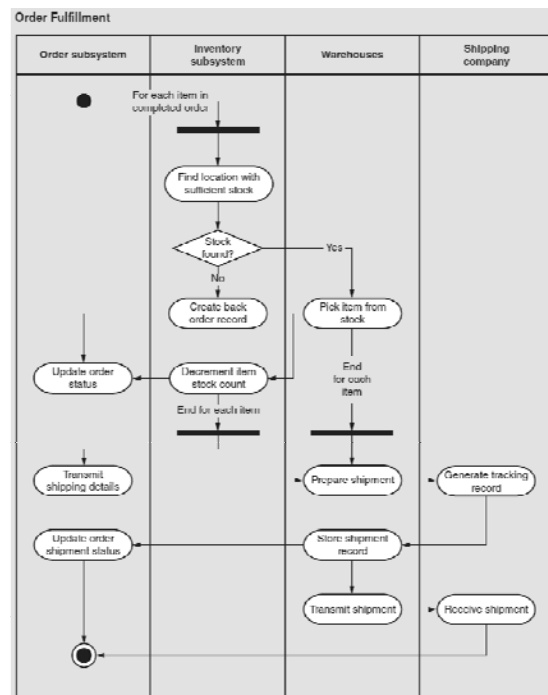 Order Fulfillment
Order subsystem
Inventory
subsystem
Warehouses
Shipping
company
For each item in
completed order
Find location with
sufficient stock
Stock
found?
Yes
No
Create back
order record
Pick item from
stock
Update order
status
Decrement item
stock count
End
for each
item
End for each item
Transmit
shipping details
Prepare shipment
Generate tracking
record
Update order
shipment status
Store shipment
record
Transmit shipment
Receive shipment